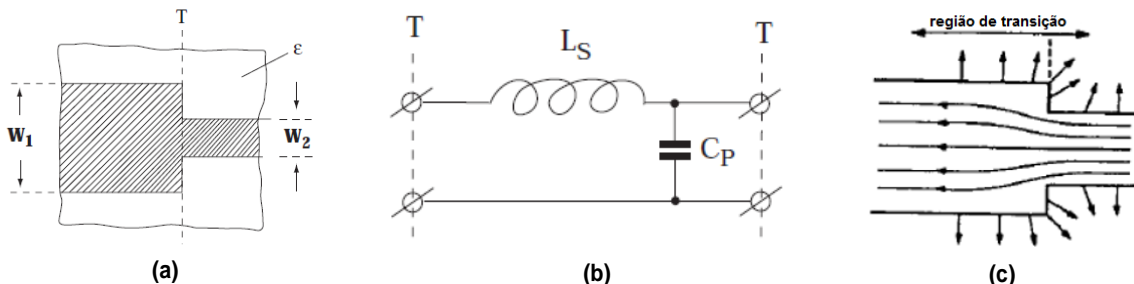 T
ε
W1
W2
(a)
T
T
LS
CP
(b)
região de transição
(c)